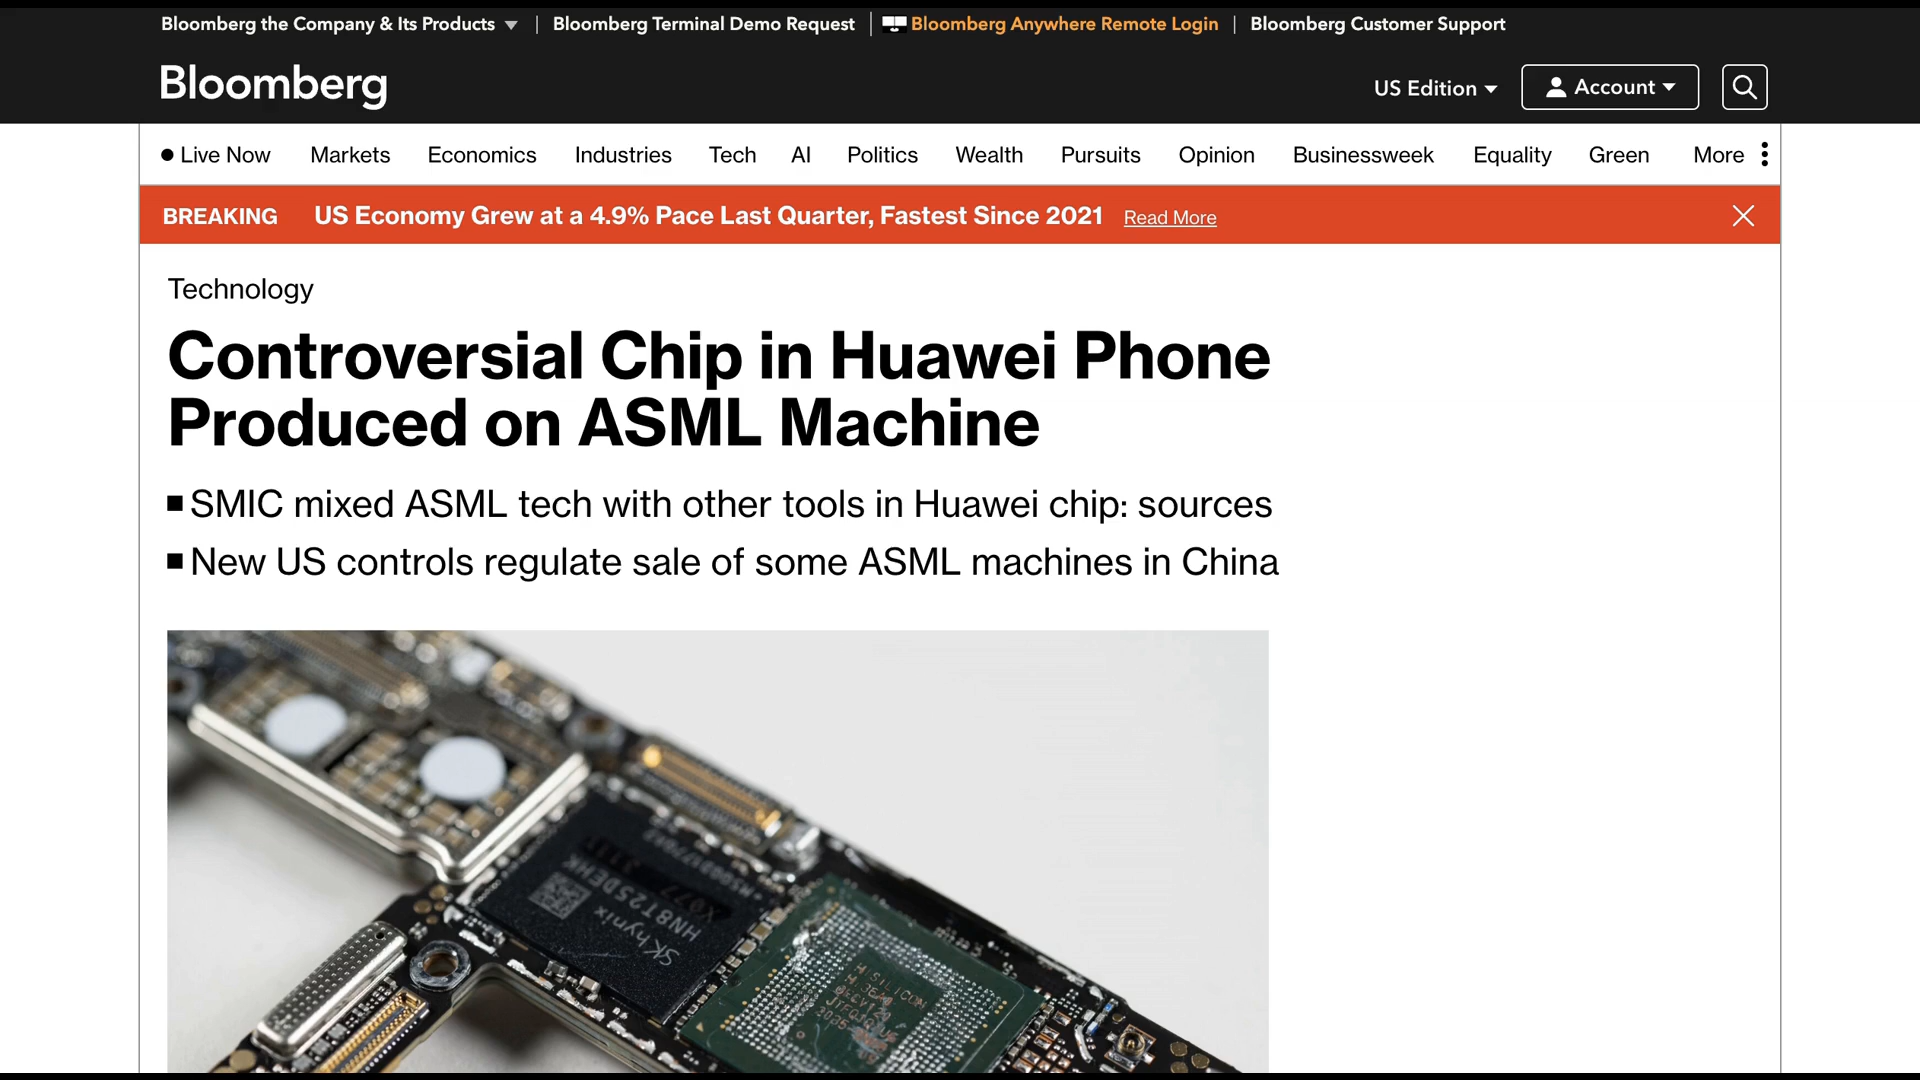 Bloomberg the Company & Its Products
Bloomberg Terminal Demo Request
Bloomberg Anywhere Remote Login
Bloomberg Customer Support
Bloomberg
US Edition
Account
Live Now
Markets
Economics
Industries
Tech
AI
Politics
Wealth
Pursuits
Opinion
Businessweek
Equality
Green
More
BREAKING
US Economy Grew at a 4.9% Pace Last Quarter, Fastest Since 2021
Read More
Technology
Controversial Chip in Huawei Phone
Produced on ASML Machine
SMIC mixed ASML tech with other tools in Huawei chip: sources
New US controls regulate sale of some ASML machines in China
SK hynix
HN8T25DEHK
HISILICON